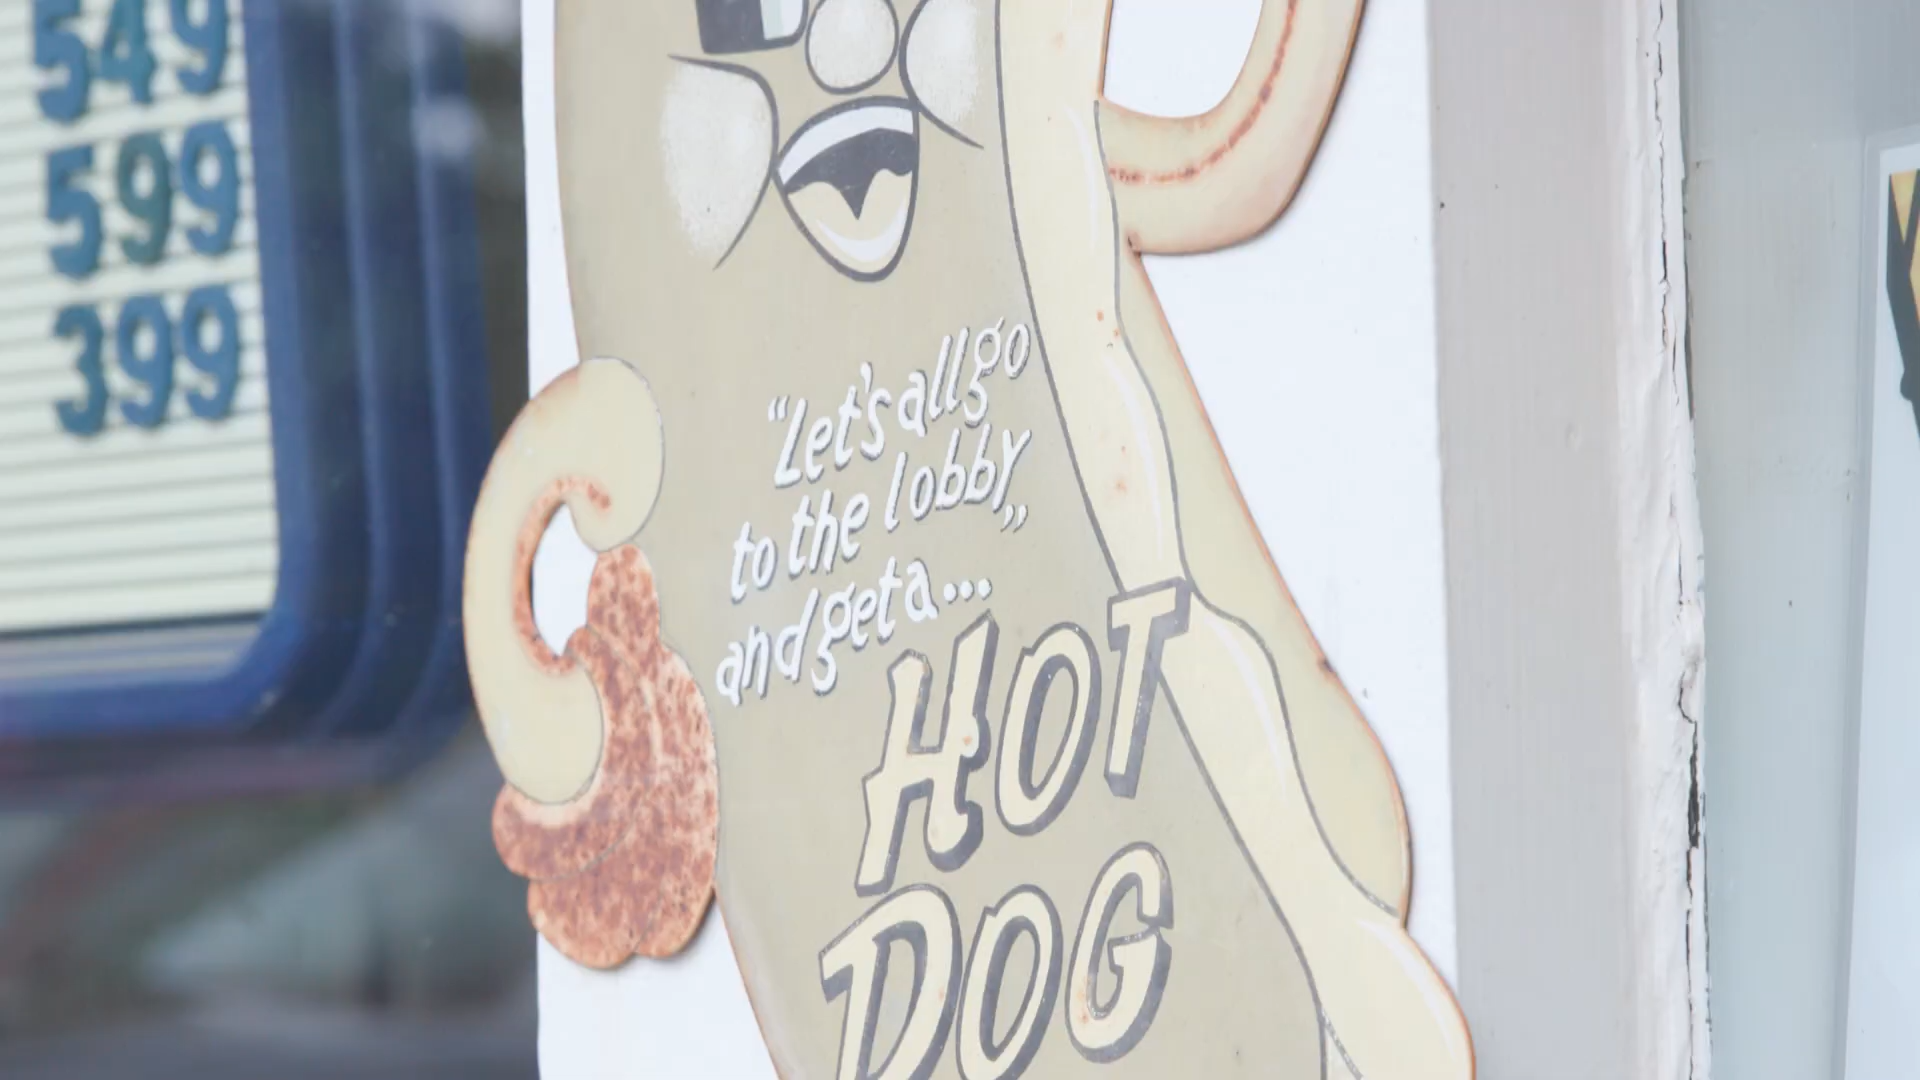 549
599
399
"Let's all go
to the lobby,"
and get a...
HOT
DOG